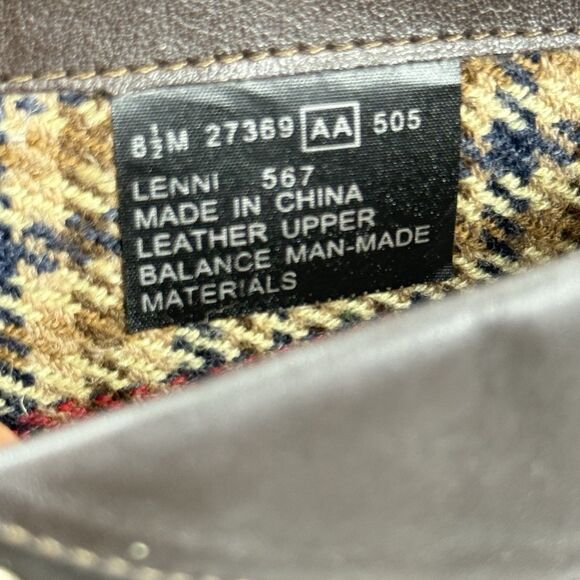 8½M 27369 AA 505
LENNI 567
MADE IN CHINA
LEATHER UPPER
BALANCE MAN-MADE
MATERIALS